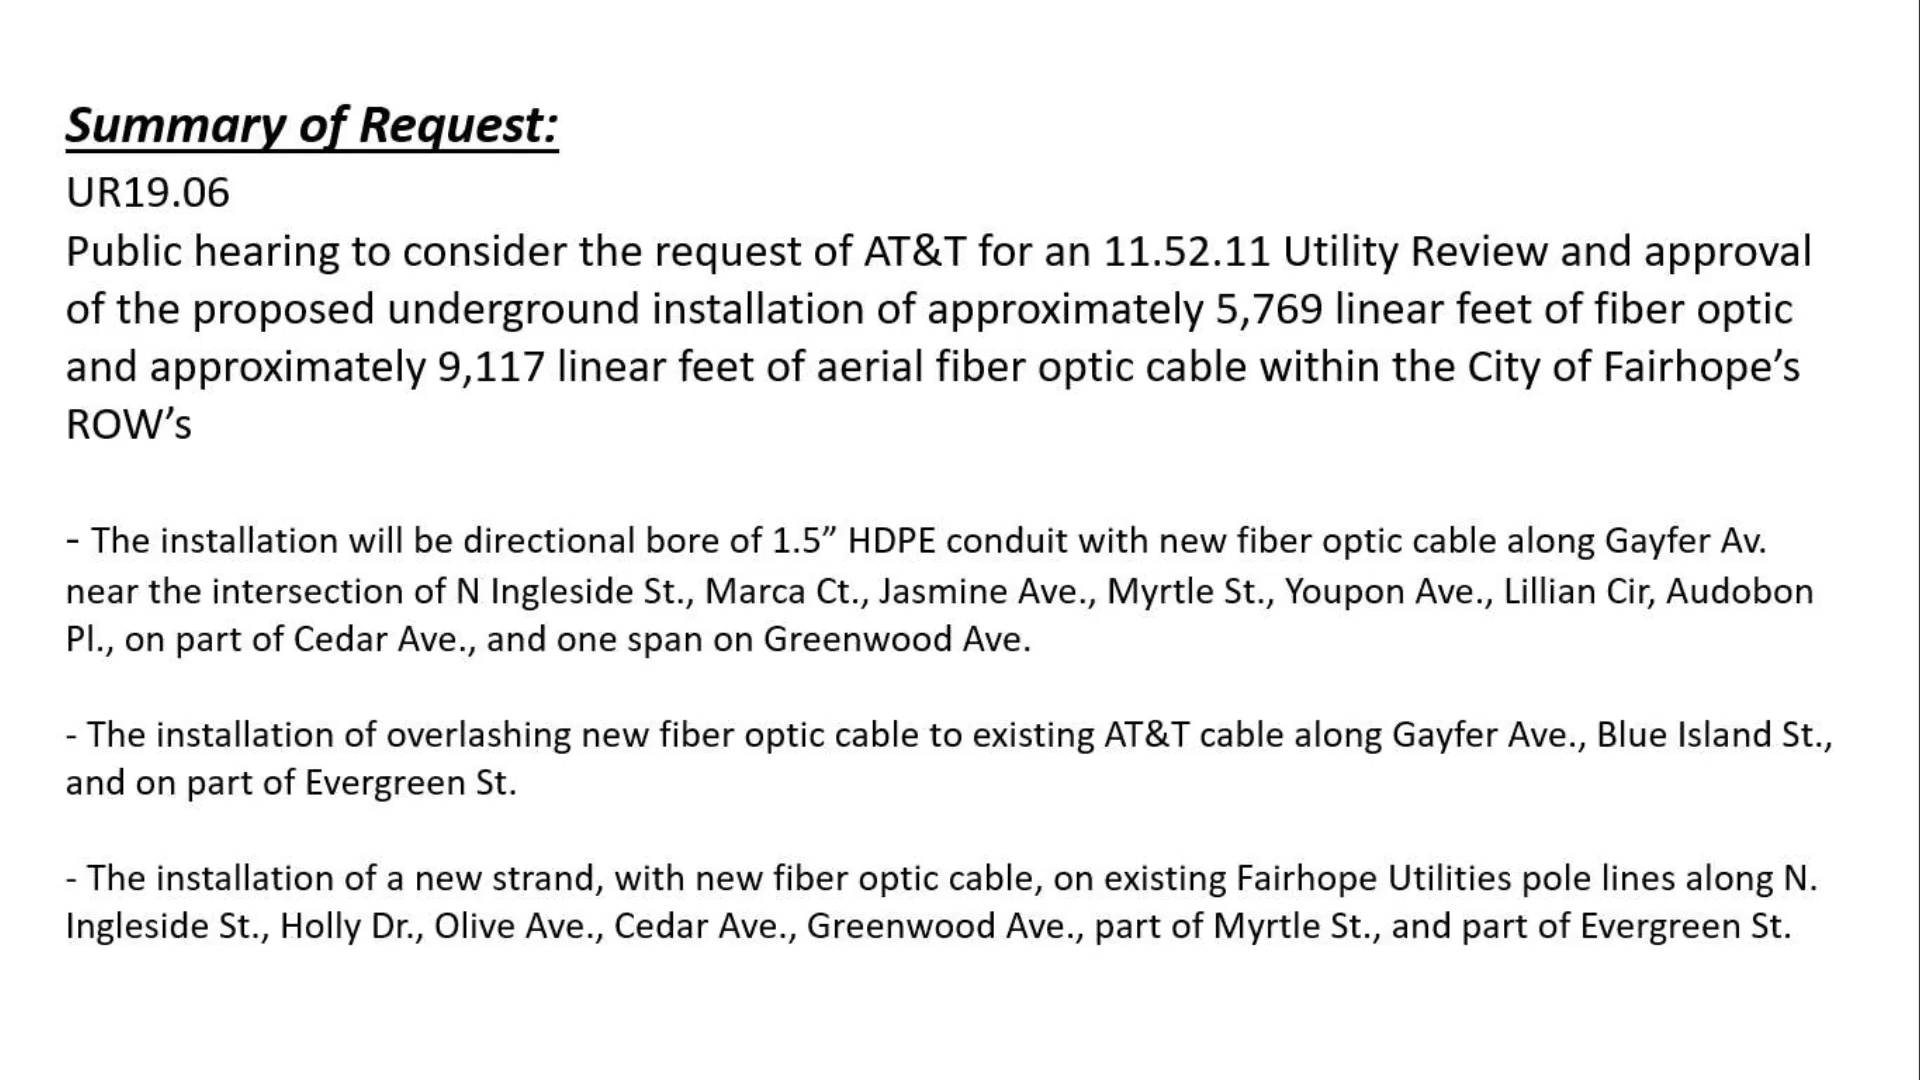 Summary of Request:
UR19.06
Public hearing to consider the request of AT&T for an 11.52.11 Utility Review and approval
of the proposed underground installation of approximately 5,769 linear feet of fiber optic
and approximately 9,117 linear feet of aerial fiber optic cable within the City of Fairhope’s
ROW’s
- The installation will be directional bore of 1.5” HDPE conduit with new fiber optic cable along Gayfer Av.
near the intersection of N Ingleside St., Marca Ct., Jasmine Ave., Myrtle St., Youpon Ave., Lillian Cir, Audobon
Pl., on part of Cedar Ave., and one span on Greenwood Ave.
- The installation of overlashing new fiber optic cable to existing AT&T cable along Gayfer Ave., Blue Island St.,
and on part of Evergreen St.
- The installation of a new strand, with new fiber optic cable, on existing Fairhope Utilities pole lines along N.
Ingleside St., Holly Dr., Olive Ave., Cedar Ave., Greenwood Ave., part of Myrtle St., and part of Evergreen St.